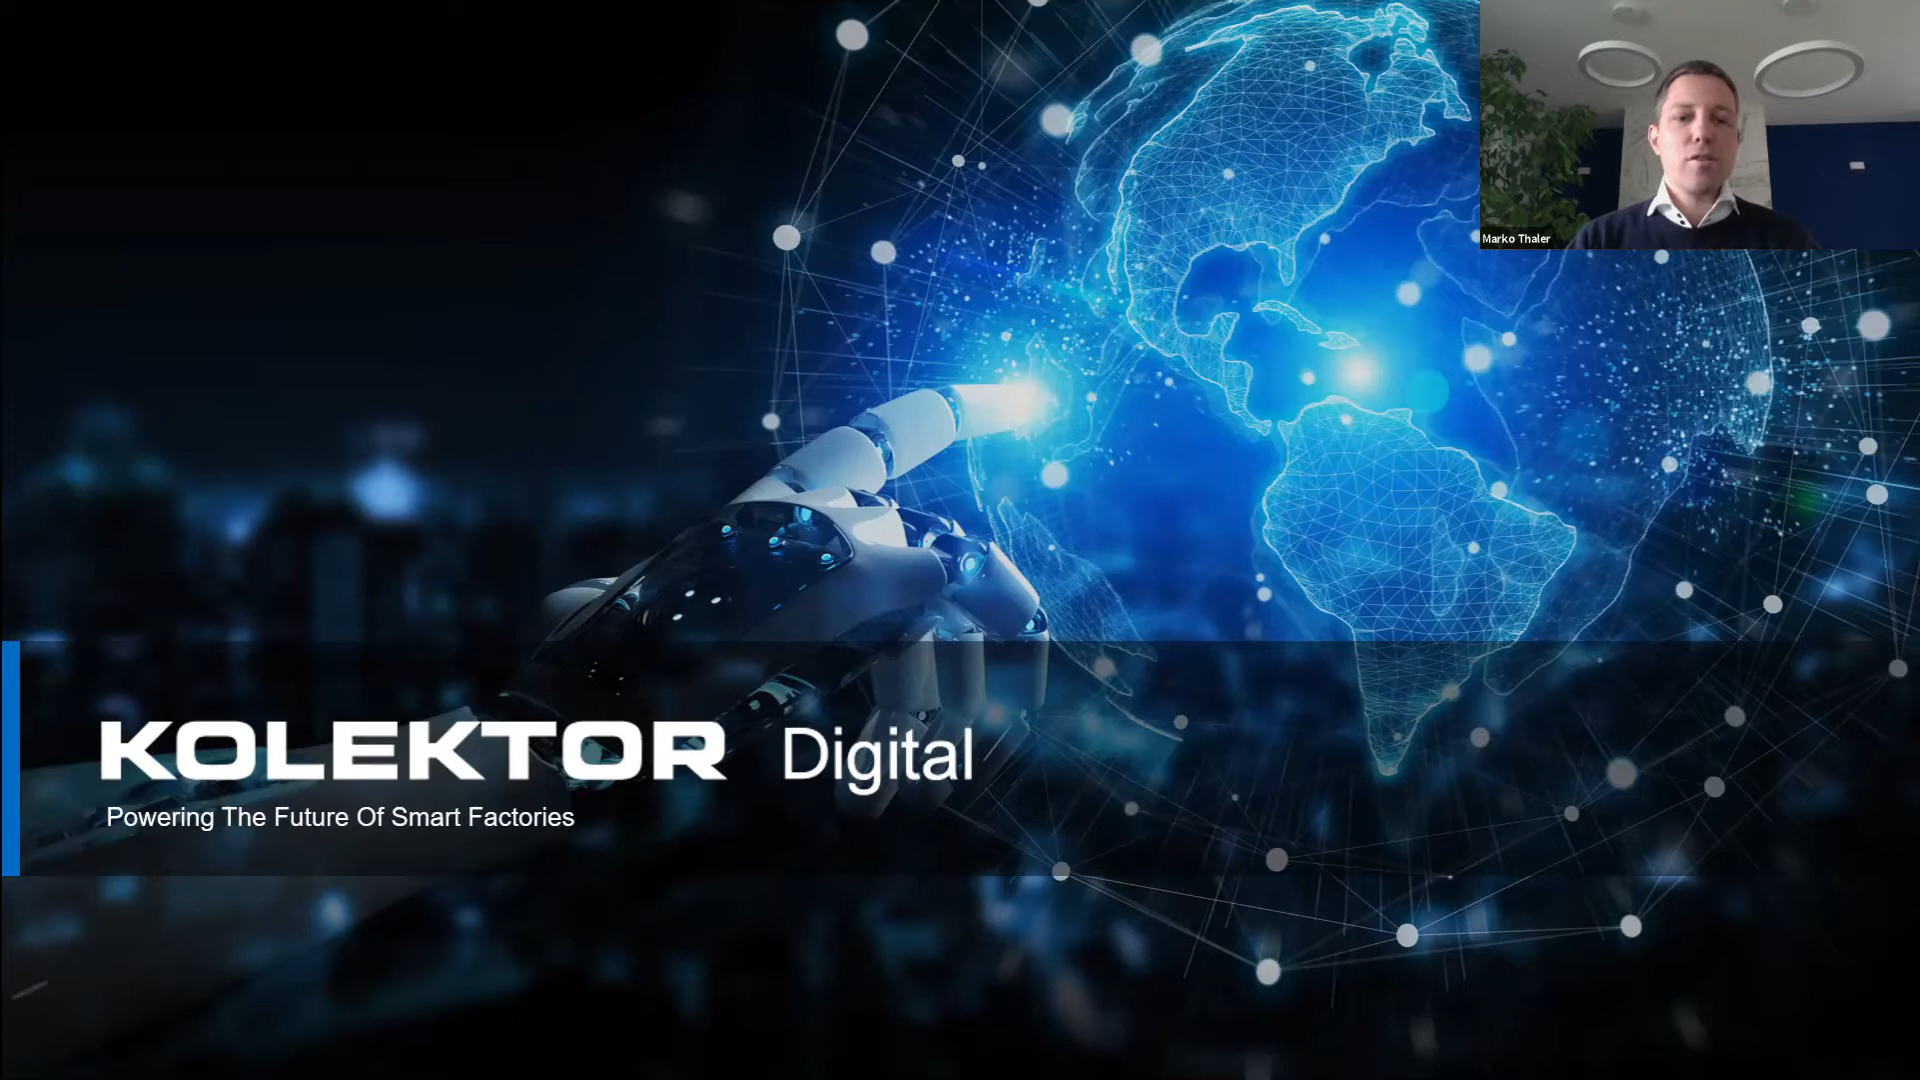 Marko Thaler
KOLEKTOR Digital
Powering The Future Of Smart Factories